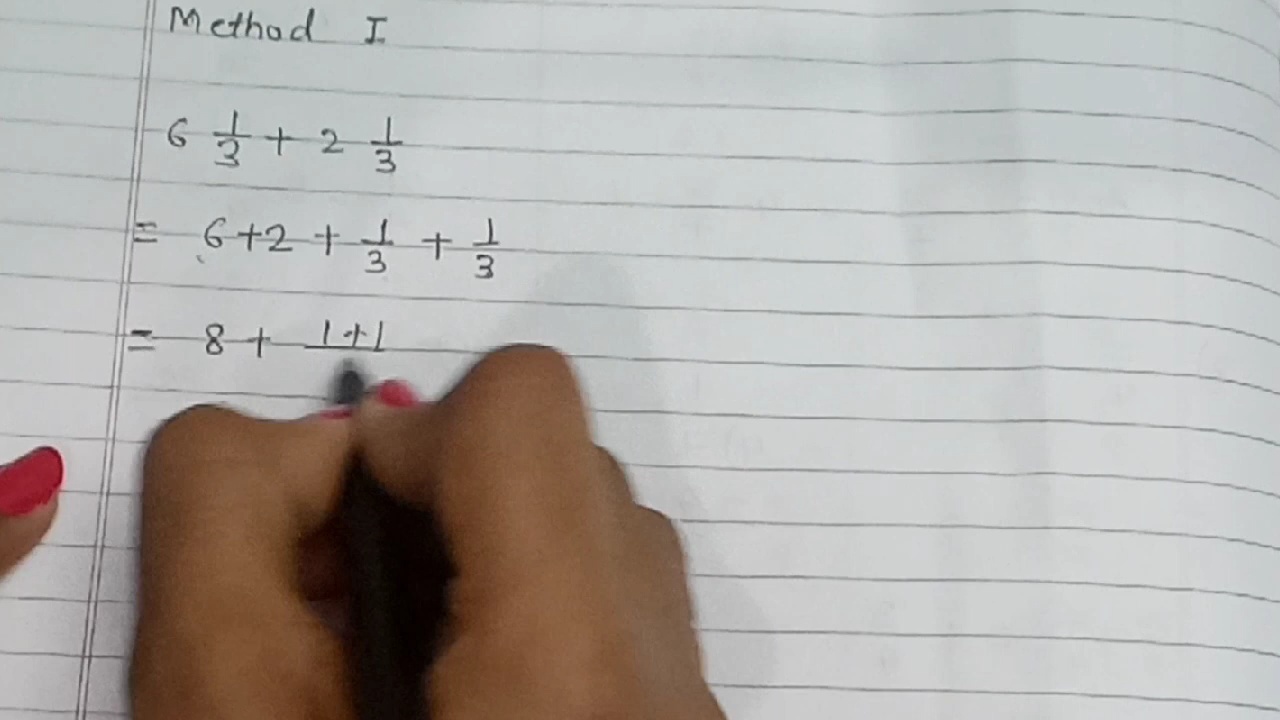 Method I
6 1/3 + 2 1/3
= 6+2 + 1/3 + 1/3
= 8 + 1+1